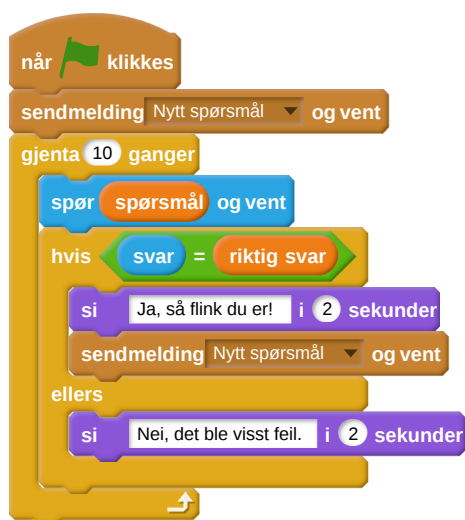 når klikkes
sendmelding Nytt spørsmål og vent
gjenta 10 ganger
spør spørsmål og vent
hvis svar = riktig svar
si Ja, så flink du er! i 2 sekunder
sendmelding Nytt spørsmål og vent
ellers
si Nei, det ble visst feil. i 2 sekunder